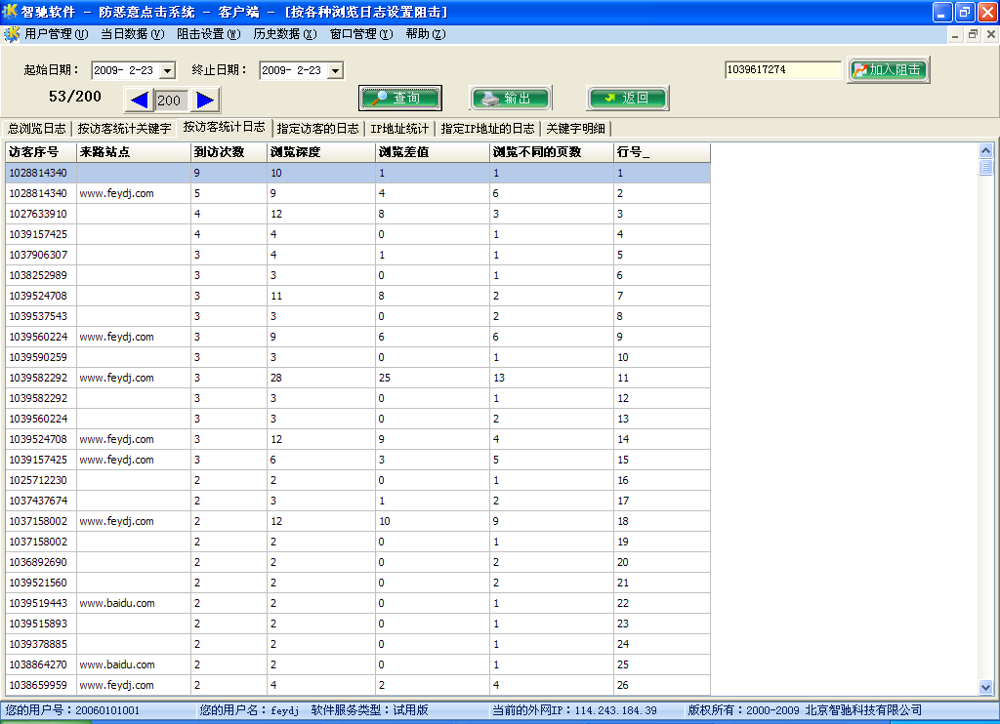 智驰软件 - 防恶意点击系统 - 客户端 - [按各种浏览日志设置阻击]
用户管理(U) 当日数据(V) 阻击设置(W) 历史数据(X) 窗口管理(Y) 帮助(Z)
起始日期： 2009- 2-23 终止日期： 2009- 2-23 1039617274 加入阻击
53/200 200 查询 输出 返回
总浏览日志 按访客统计关键字 按访客统计日志 指定访客的日志 IP地址统计 指定IP地址的日志 关键字明细
访客序号 来路站点 到访次数 浏览深度 浏览差值 浏览不同的页数 行号_
1028814340 9 10 1 1 1
1028814340 www.feydj.com 5 9 4 6 2
1027633910 4 12 8 3 3
1039157425 4 4 0 1 4
1037906307 3 4 1 1 5
1038252989 3 3 0 1 6
1039524708 3 11 8 2 7
1039537543 3 3 0 2 8
1039560224 www.feydj.com 3 9 6 6 9
1039590259 3 3 0 1 10
1039582292 www.feydj.com 3 28 25 13 11
1039582292 3 3 0 1 12
1039560224 3 3 0 2 13
1039524708 www.feydj.com 3 12 9 4 14
1039157425 www.feydj.com 3 6 3 5 15
1025712230 2 2 0 1 16
1037437674 2 3 1 2 17
1037158002 www.feydj.com 2 12 10 9 18
1037158002 2 2 0 1 19
1036892690 2 2 0 2 20
1039521560 2 2 0 2 21
1039519443 www.baidu.com 2 2 0 1 22
1039515893 2 2 0 1 23
1039378885 2 2 0 1 24
1038864270 www.baidu.com 2 2 0 1 25
1038659959 www.feydj.com 2 4 2 4 26
您的用户号：20060101001 您的用户名：feydj 软件服务类型：试用版 当前的外网IP：114.243.184.39 版权所有：2000-2009 北京智驰科技有限公司